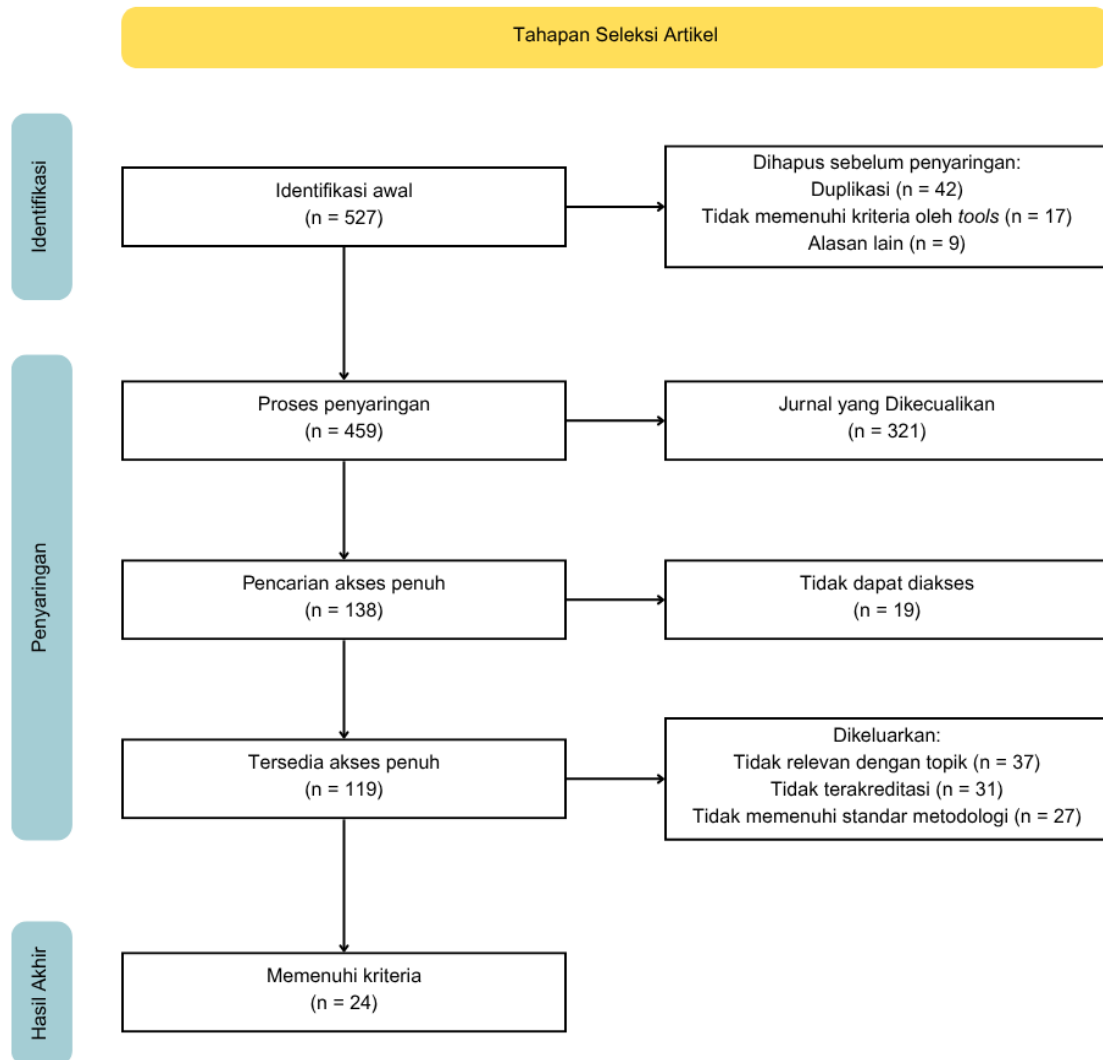 Tahapan Seleksi Artikel
Identifikasi
Identifikasi awal
(n = 527)
Dihapus sebelum penyaringan:
Duplikasi (n = 42)
Tidak memenuhi kriteria oleh tools (n = 17)
Alasan lain (n = 9)
Penyaringan
Proses penyaringan
(n = 459)
Jurnal yang Dikecualikan
(n = 321)
Pencarian akses penuh
(n = 138)
Tidak dapat diakses
(n = 19)
Tersedia akses penuh
(n = 119)
Dikeluarkan:
Tidak relevan dengan topik (n = 37)
Tidak terakreditasi (n = 31)
Tidak memenuhi standar metodologi (n = 27)
Hasil Akhir
Memenuhi kriteria
(n = 24)